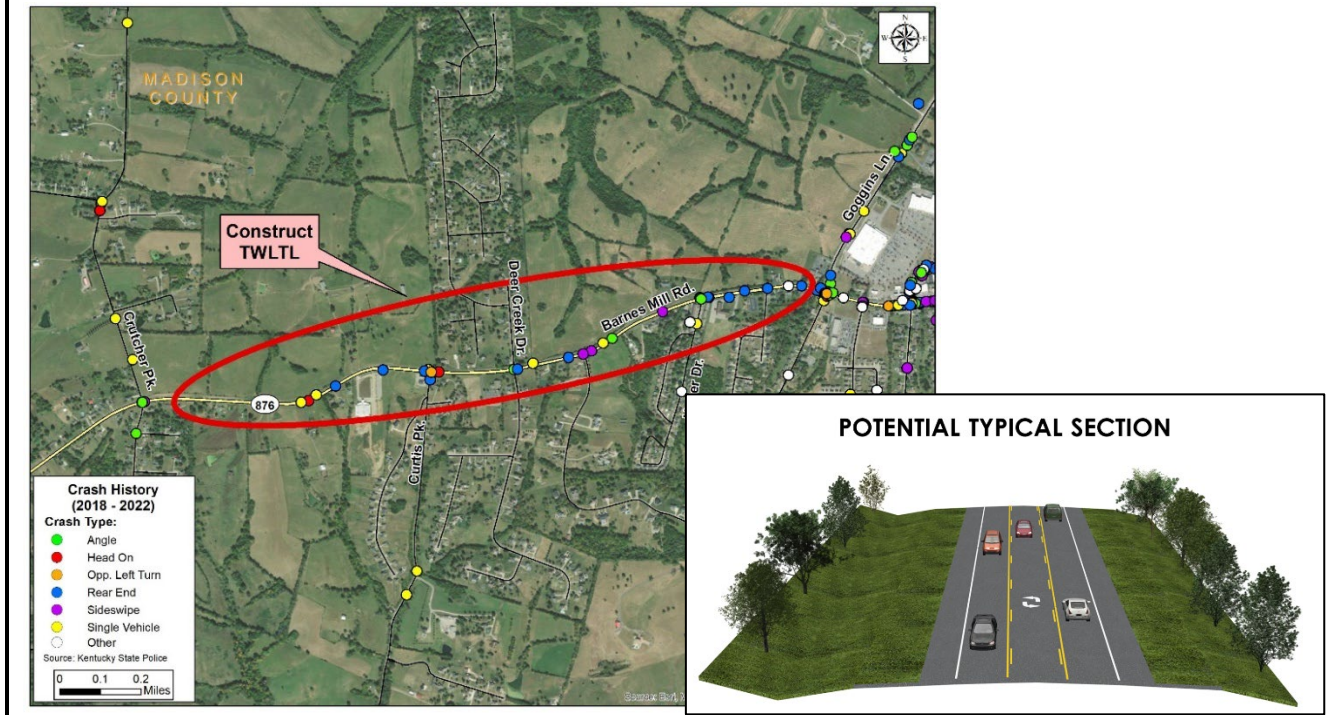 MADISON
COUNTY
N
W E
S
Goggins Ln.
Construct
TWLTL
Deer Creek Dr.
Barnes Mill Rd.
Crutcher Pk.
876
er Dr.
Curtis Pk.
Crash History
(2018 - 2022)
Crash Type:
Angle
Head On
Opp. Left Turn
Rear End
Sideswipe
Single Vehicle
Other
Source: Kentucky State Police
0 0.1 0.2
Miles
POTENTIAL TYPICAL SECTION